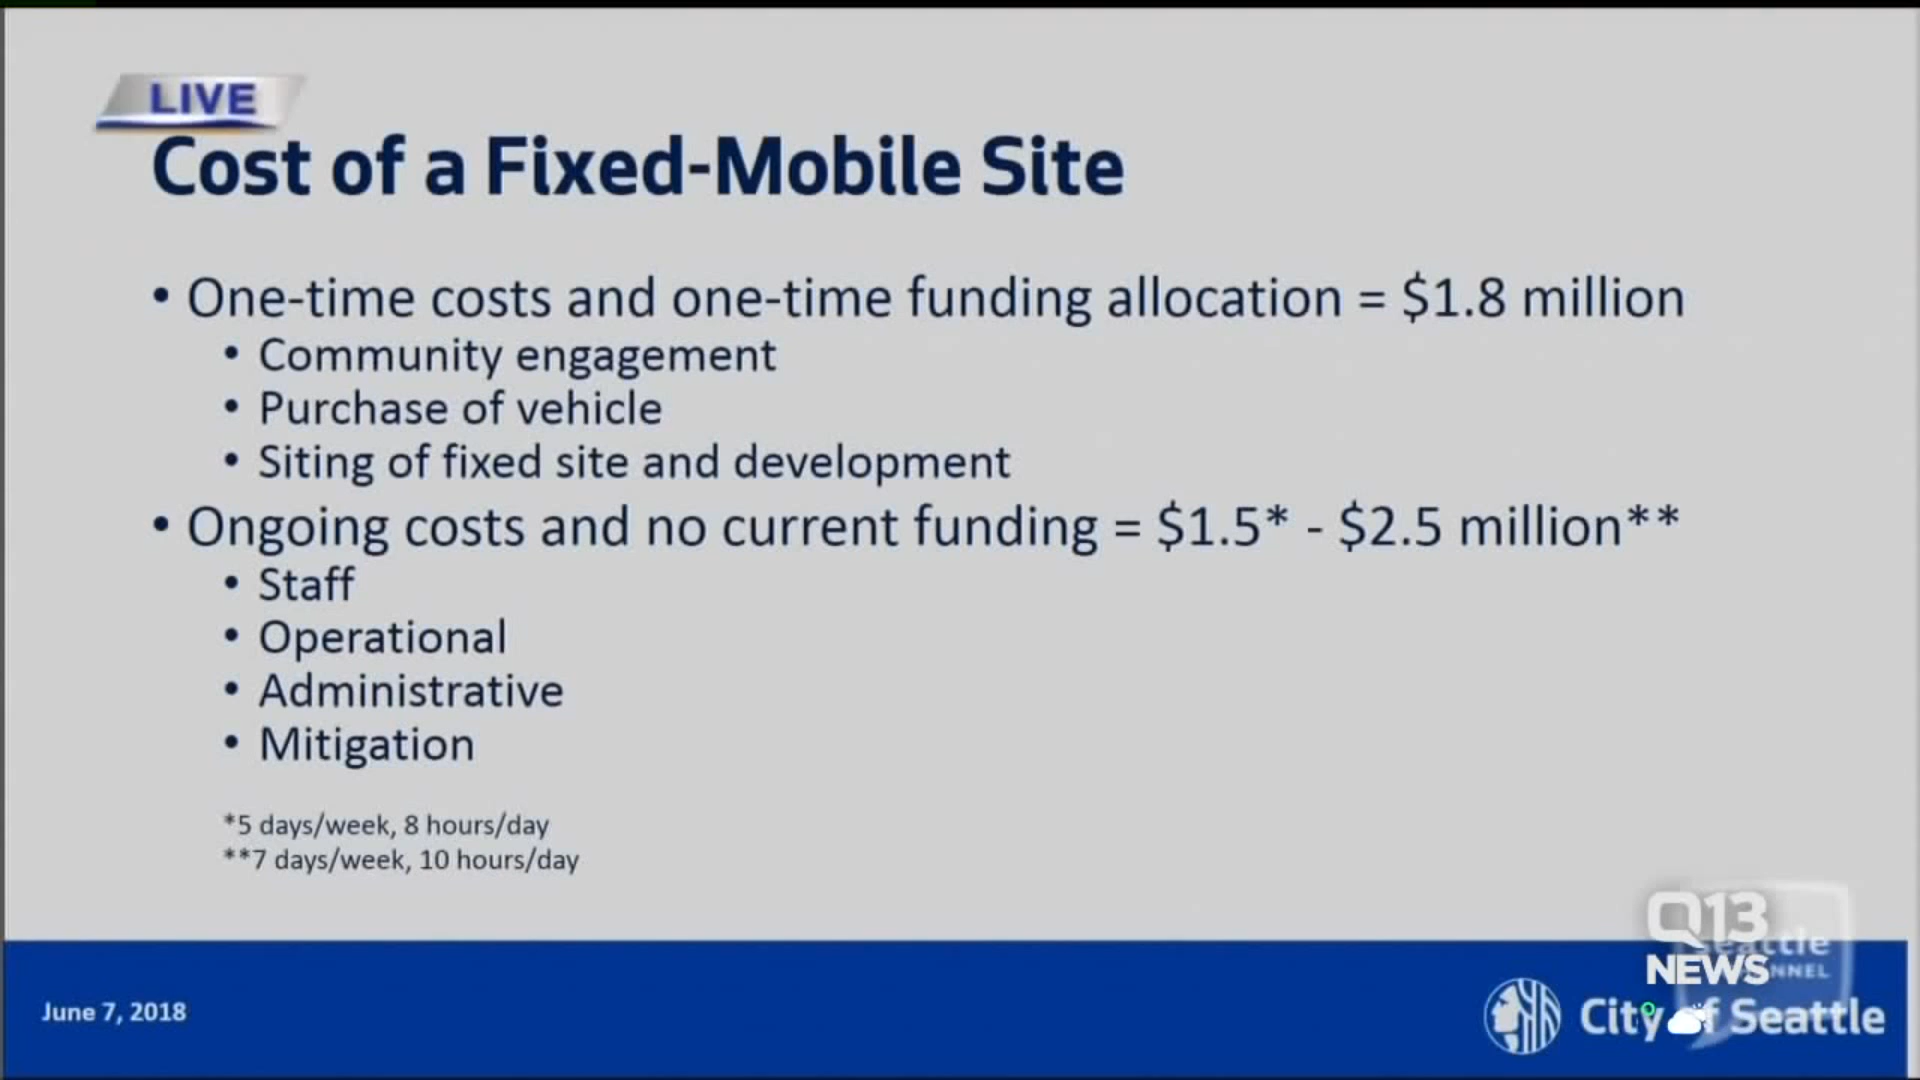 LIVE
Cost of a Fixed-Mobile Site
• One-time costs and one-time funding allocation = $1.8 million
• Community engagement
• Purchase of vehicle
• Siting of fixed site and development
• Ongoing costs and no current funding = $1.5* - $2.5 million**
• Staff
• Operational
• Administrative
• Mitigation
*5 days/week, 8 hours/day
**7 days/week, 10 hours/day
Q13
NEWS
June 7, 2018
City of Seattle